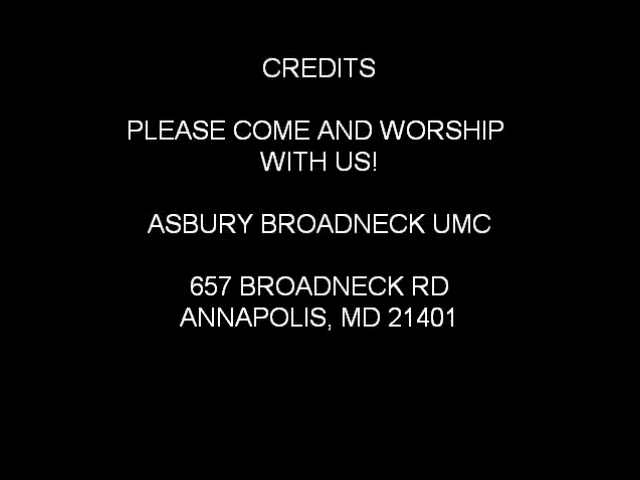 CREDITS
PLEASE COME AND WORSHIP
WITH US!
ASBURY BROADNECK UMC
657 BROADNECK RD
ANNAPOLIS, MD 21401